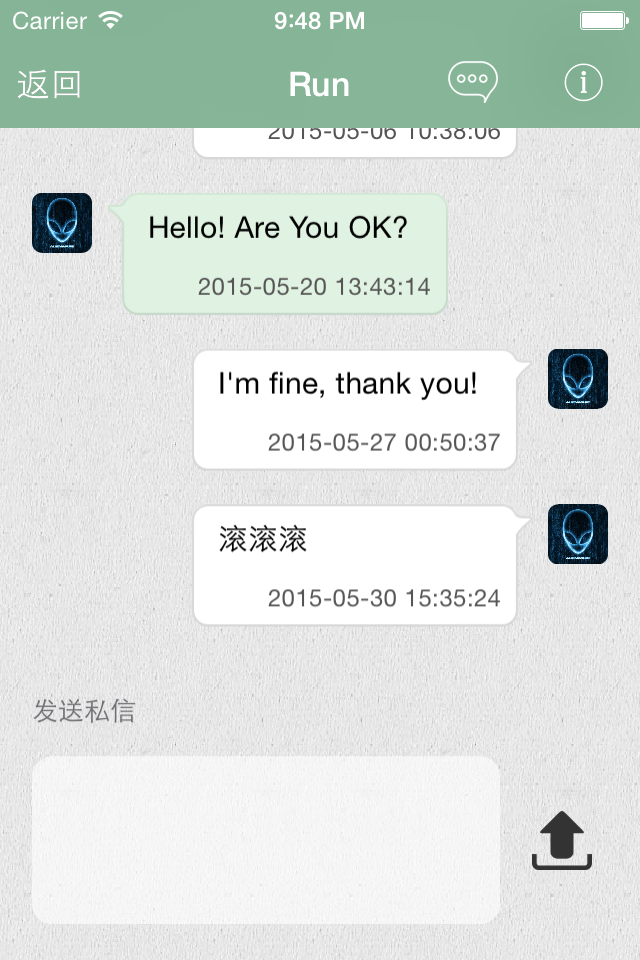 Carrier 9:48 PM
返回 Run
2015-05-06 10:38:06
Hello! Are You OK?
2015-05-20 13:43:14
I'm fine, thank you!
2015-05-27 00:50:37
滚滚滚
2015-05-30 15:35:24
发送私信